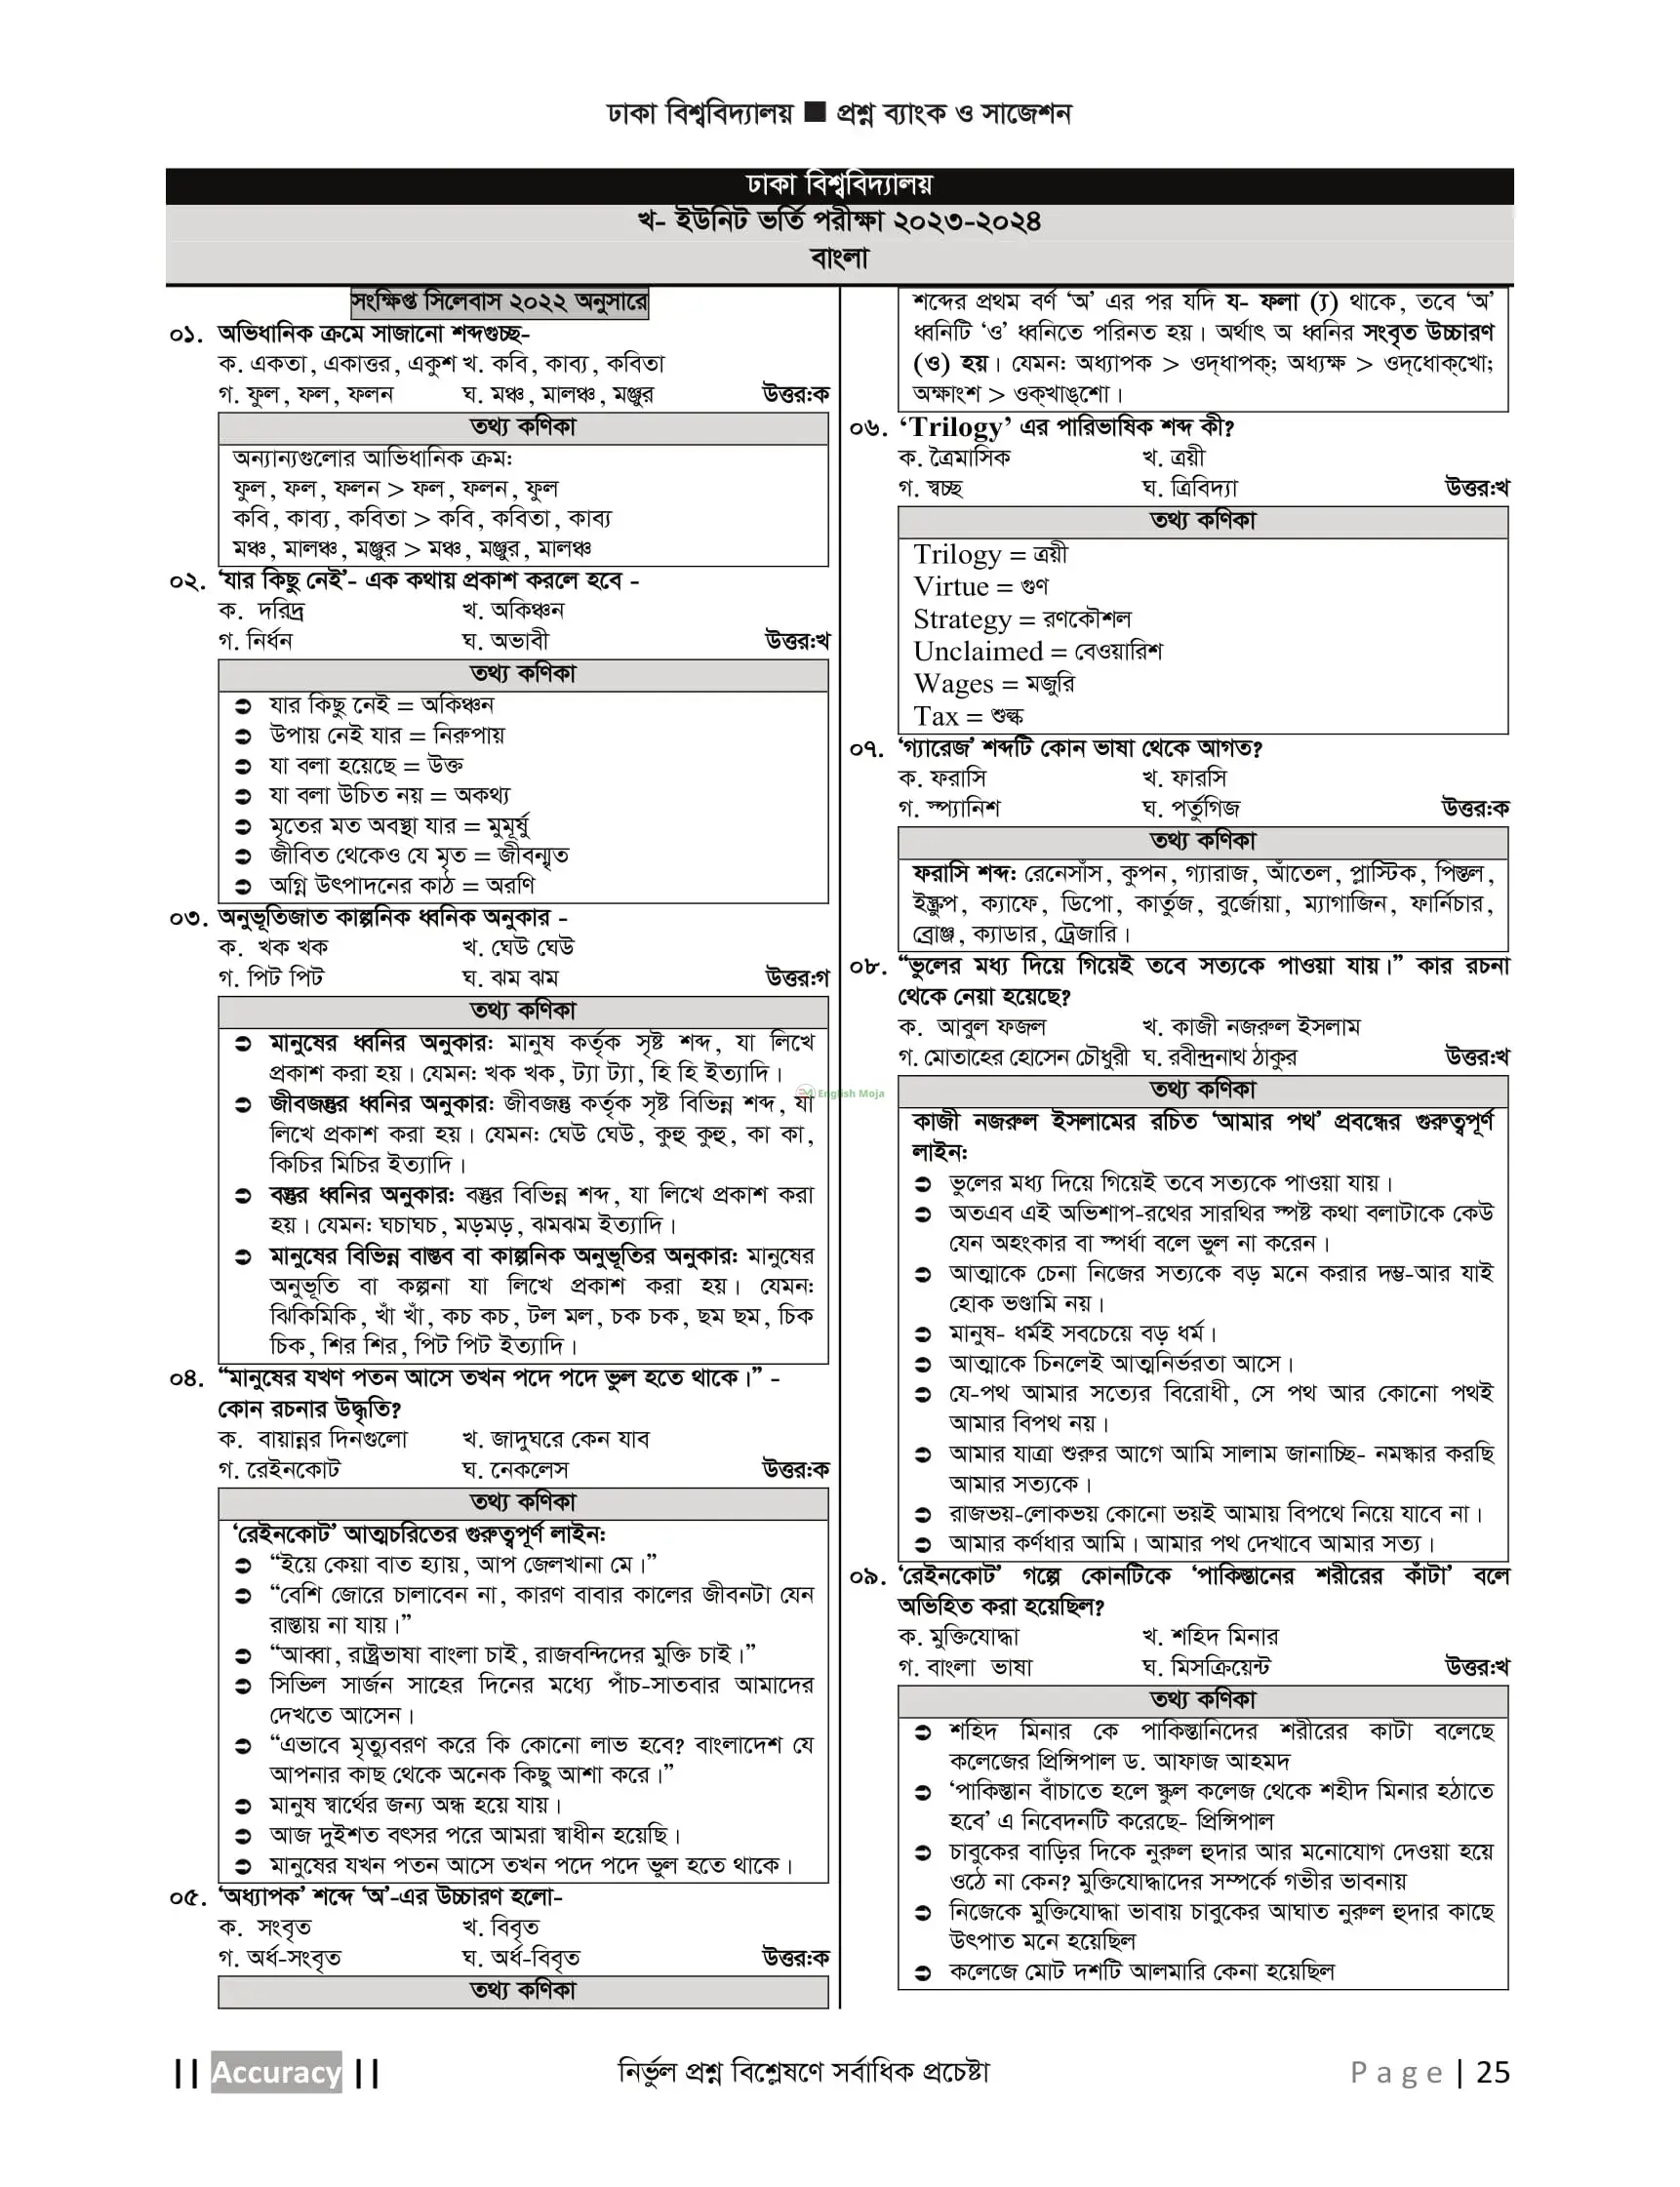 ঢাকা বিশ্ববিদ্যালয় ■ প্রশ্ন ব্যাংক ও সাজেশন
ঢাকা বিশ্ববিদ্যালয়
খ- ইউনিট ভর্তি পরীক্ষা ২০২৩-২০২৪
বাংলা
সংক্ষিপ্ত সিলেবাস ২০২২ অনুসারে
০১. অভিধানিক ক্রমে সাজানো শব্দগুচ্ছ-
ক. একতা, একাত্তর, একুশ খ. কবি, কাব্য, কবিতা
গ. ফুল, ফল, ফলন ঘ. মঞ্চ, মালঞ্চ, মঞ্জুর উত্তর:ক
তথ্য কণিকা
অন্যান্যগুলোর আভিধানিক ক্রম:
ফুল, ফল, ফলন > ফল, ফলন, ফুল
কবি, কাব্য, কবিতা > কবি, কবিতা, কাব্য
মঞ্চ, মালঞ্চ, মঞ্জুর > মঞ্চ, মঞ্জুর, মালঞ্চ
০২. ‘যার কিছু নেই’- এক কথায় প্রকাশ করলে হবে -
ক. দরিদ্র খ. অকিঞ্চন
গ. নির্ধন ঘ. অভাবী উত্তর:খ
তথ্য কণিকা
➲ যার কিছু নেই = অকিঞ্চন
➲ উপায় নেই যার = নিরুপায়
➲ যা বলা হয়েছে = উক্ত
➲ যা বলা উচিত নয় = অকথ্য
➲ মৃতের মত অবস্থা যার = মুমূর্ষু
➲ জীবিত থেকেও যে মৃত = জীবন্মৃত
➲ অগ্নি উৎপাদনের কাঠ = অরণি
০৩. অনুভূতিজাত কাল্পনিক ধ্বনিক অনুকার -
ক. খক খক খ. ঘেউ ঘেউ
গ. পিট পিট ঘ. ঝম ঝম উত্তর:গ
তথ্য কণিকা
➲ মানুষের ধ্বনির অনুকার: মানুষ কর্তৃক সৃষ্ট শব্দ, যা লিখে
প্রকাশ করা হয়। যেমন: খক খক, ট্যা ট্যা, হি হি ইত্যাদি।
➲ জীবজন্তুর ধ্বনির অনুকার: জীবজন্তু কর্তৃক সৃষ্ট বিভিন্ন শব্দ, যা
লিখে প্রকাশ করা হয়। যেমন: ঘেউ ঘেউ, কুহু কুহু, কা কা,
কিচির মিচির ইত্যাদি।
➲ বস্তুর ধ্বনির অনুকার: বস্তুর বিভিন্ন শব্দ, যা লিখে প্রকাশ করা
হয়। যেমন: ঘচাঘচ, মড়মড়, ঝমঝম ইত্যাদি।
➲ মানুষের বিভিন্ন বাস্তব বা কাল্পনিক অনুভূতির অনুকার: মানুষের
অনুভূতি বা কল্পনা যা লিখে প্রকাশ করা হয়। যেমন:
ঝিকিমিকি, খাঁ খাঁ, কচ কচ, টল মল, চক চক, ছম ছম, চিক
চিক, শির শির, পিট পিট ইত্যাদি।
০৪. “মানুষের যখণ পতন আসে তখন পদে পদে ভুল হতে থাকে।” -
কোন রচনার উদ্ধৃতি?
ক. বায়ান্নর দিনগুলো খ. জাদুঘরে কেন যাব
গ. রেইনকোট ঘ. নেকলেস উত্তর:ক
তথ্য কণিকা
‘রেইনকোট’ আত্মচরিতের গুরুত্বপূর্ণ লাইন:
➲ “ইয়ে কেয়া বাত হ্যায়, আপ জেলখানা মে।”
➲ “বেশি জোরে চালাবেন না, কারণ বাবার কালের জীবনটা যেন
রাস্তায় না যায়।”
➲ “আব্বা, রাষ্ট্রভাষা বাংলা চাই, রাজবন্দিদের মুক্তি চাই।”
➲ সিভিল সার্জন সাহের দিনের মধ্যে পাঁচ-সাতবার আমাদের
দেখতে আসেন।
➲ “এভাবে মৃত্যুবরণ করে কি কোনো লাভ হবে? বাংলাদেশ যে
আপনার কাছ থেকে অনেক কিছু আশা করে।”
➲ মানুষ স্বার্থের জন্য অন্ধ হয়ে যায়।
➲ আজ দুইশত বৎসর পরে আমরা স্বাধীন হয়েছি।
➲ মানুষের যখন পতন আসে তখন পদে পদে ভুল হতে থাকে।
০৫. ‘অধ্যাপক’ শব্দে ‘অ’-এর উচ্চারণ হলো-
ক. সংবৃত খ. বিবৃত
গ. অর্ধ-সংবৃত ঘ. অর্ধ-বিবৃত উত্তর:ক
তথ্য কণিকা
শব্দের প্রথম বর্ণ ‘অ’ এর পর যদি য- ফলা (্য) থাকে, তবে ‘অ’
ধ্বনিটি ‘ও’ ধ্বনিতে পরিনত হয়। অর্থাৎ অ ধ্বনির সংবৃত উচ্চারণ
(ও) হয়। যেমন: অধ্যাপক > ওদ্‌ধাপক্; অধ্যক্ষ > ওদ্‌ধোক্‌খো;
অক্ষাংশ > ওক্‌খাঙ্‌শো।
০৬. ‘Trilogy’ এর পারিভাষিক শব্দ কী?
ক. ত্রৈমাসিক খ. ত্রয়ী
গ. স্বচ্ছ ঘ. ত্রিবিদ্যা উত্তর:খ
তথ্য কণিকা
Trilogy = ত্রয়ী
Virtue = গুণ
Strategy = রণকৌশল
Unclaimed = বেওয়ারিশ
Wages = মজুরি
Tax = শুল্ক
০৭. ‘গ্যারেজ’ শব্দটি কোন ভাষা থেকে আগত?
ক. ফরাসি খ. ফারসি
গ. স্প্যানিশ ঘ. পর্তুগিজ উত্তর:ক
তথ্য কণিকা
ফরাসি শব্দ: রেনেসাঁস, কুপন, গ্যারাজ, আঁতেল, প্লাস্টিক, পিস্তল,
ইস্ক্রুপ, ক্যাফে, ডিপো, কার্তুজ, বুর্জোয়া, ম্যাগাজিন, ফার্নিচার,
ব্রোঞ্জ, ক্যাডার, ট্রেজারি।
০৮. “ভুলের মধ্য দিয়ে গিয়েই তবে সত্যকে পাওয়া যায়।” কার রচনা
থেকে নেয়া হয়েছে?
ক. আবুল ফজল খ. কাজী নজরুল ইসলাম
গ. মোতাহের হোসেন চৌধুরী ঘ. রবীন্দ্রনাথ ঠাকুর উত্তর:খ
তথ্য কণিকা
কাজী নজরুল ইসলামের রচিত ‘আমার পথ’ প্রবন্ধের গুরুত্বপূর্ণ
লাইন:
➲ ভুলের মধ্য দিয়ে গিয়েই তবে সত্যকে পাওয়া যায়।
➲ অতএব এই অভিশাপ-রথের সারথির স্পষ্ট কথা বলাটাকে কেউ
যেন অহংকার বা স্পর্ধা বলে ভুল না করেন।
➲ আত্মাকে চেনা নিজের সত্যকে বড় মনে করার দম্ভ-আর যাই
হোক ভণ্ডামি নয়।
➲ মানুষ- ধর্মই সবচেয়ে বড় ধর্ম।
➲ আত্মাকে চিনলেই আত্মনির্ভরতা আসে।
➲ যে-পথ আমার সত্যের বিরোধী, সে পথ আর কোনো পথই
আমার বিপথ নয়।
➲ আমার যাত্রা শুরুর আগে আমি সালাম জানাচ্ছি- নমস্কার করছি
আমার সত্যকে।
➲ রাজভয়-লোকভয় কোনো ভয়ই আমায় বিপথে নিয়ে যাবে না।
➲ আমার কর্ণধার আমি। আমার পথ দেখাবে আমার সত্য।
০৯. ‘রেইনকোট’ গল্পে কোনটিকে ‘পাকিস্তানের শরীরের কাঁটা’ বলে
অভিহিত করা হয়েছিল?
ক. মুক্তিযোদ্ধা খ. শহিদ মিনার
গ. বাংলা ভাষা ঘ. মিসক্রিয়েন্ট উত্তর:খ
তথ্য কণিকা
➲ শহিদ মিনার কে পাকিস্তানিদের শরীরের কাটা বলেছে
কলেজের প্রিন্সিপাল ড. আফাজ আহমদ
➲ ‘পাকিস্তান বাঁচাতে হলে স্কুল কলেজ থেকে শহীদ মিনার হঠাতে
হবে’ এ নিবেদনটি করেছে- প্রিন্সিপাল
➲ চাবুকের বাড়ির দিকে নুরুল হুদার আর মনোযোগ দেওয়া হয়ে
ওঠে না কেন? মুক্তিযোদ্ধাদের সম্পর্কে গভীর ভাবনায়
➲ নিজেকে মুক্তিযোদ্ধা ভাবায় চাবুকের আঘাত নুরুল হুদার কাছে
উৎপাত মনে হয়েছিল
➲ কলেজে মোট দশটি আলমারি কেনা হয়েছিল
English Moja
|| Accuracy || নির্ভুল প্রশ্ন বিশ্লেষণে সর্বাধিক প্রচেষ্টা Page | 25